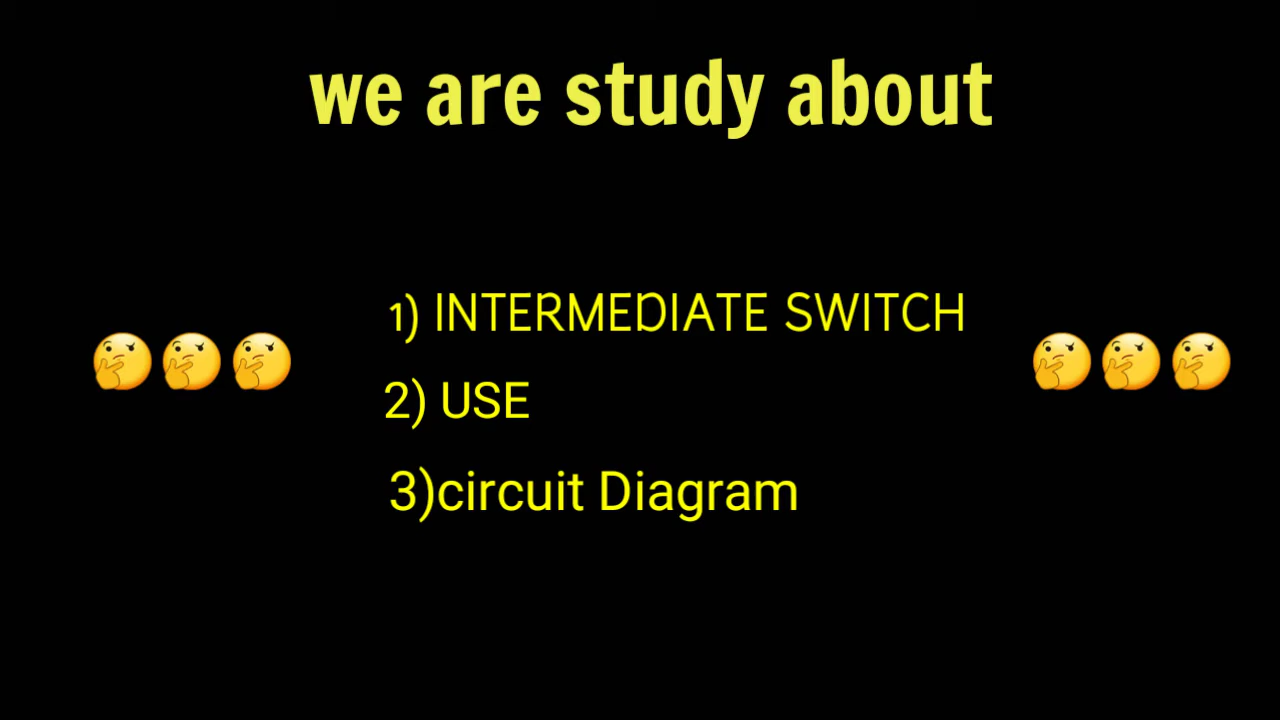 we are study about
1) INTERMEDIATE SWITCH
2) USE
3)circuit Diagram